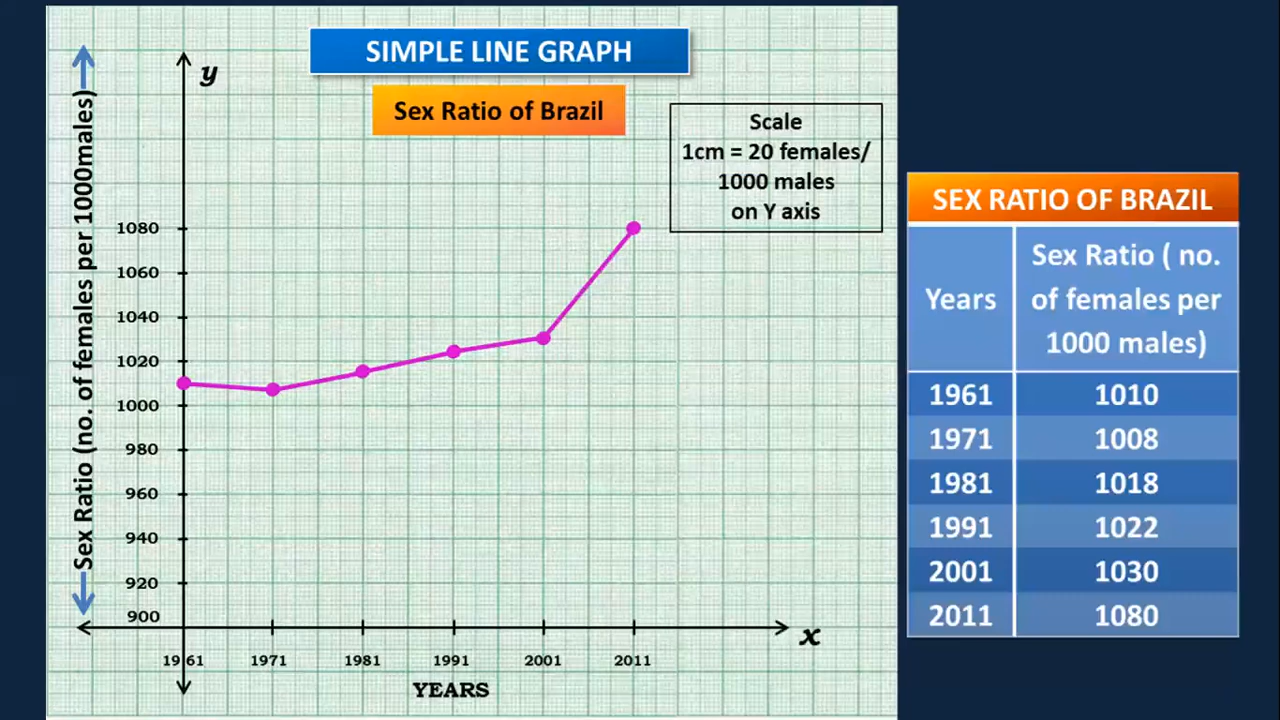 SIMPLE LINE GRAPH
Sex Ratio of Brazil
y
Scale
1cm = 20 females/
1000 males
on Y axis
Sex Ratio (no. of females per 1000males)
1080
1060
1040
1020
1000
980
960
940
920
900
x
1961 1971 1981 1991 2001 2011
YEARS
SEX RATIO OF BRAZIL
Years
Sex Ratio ( no.
of females per
1000 males)
1961 1010
1971 1008
1981 1018
1991 1022
2001 1030
2011 1080